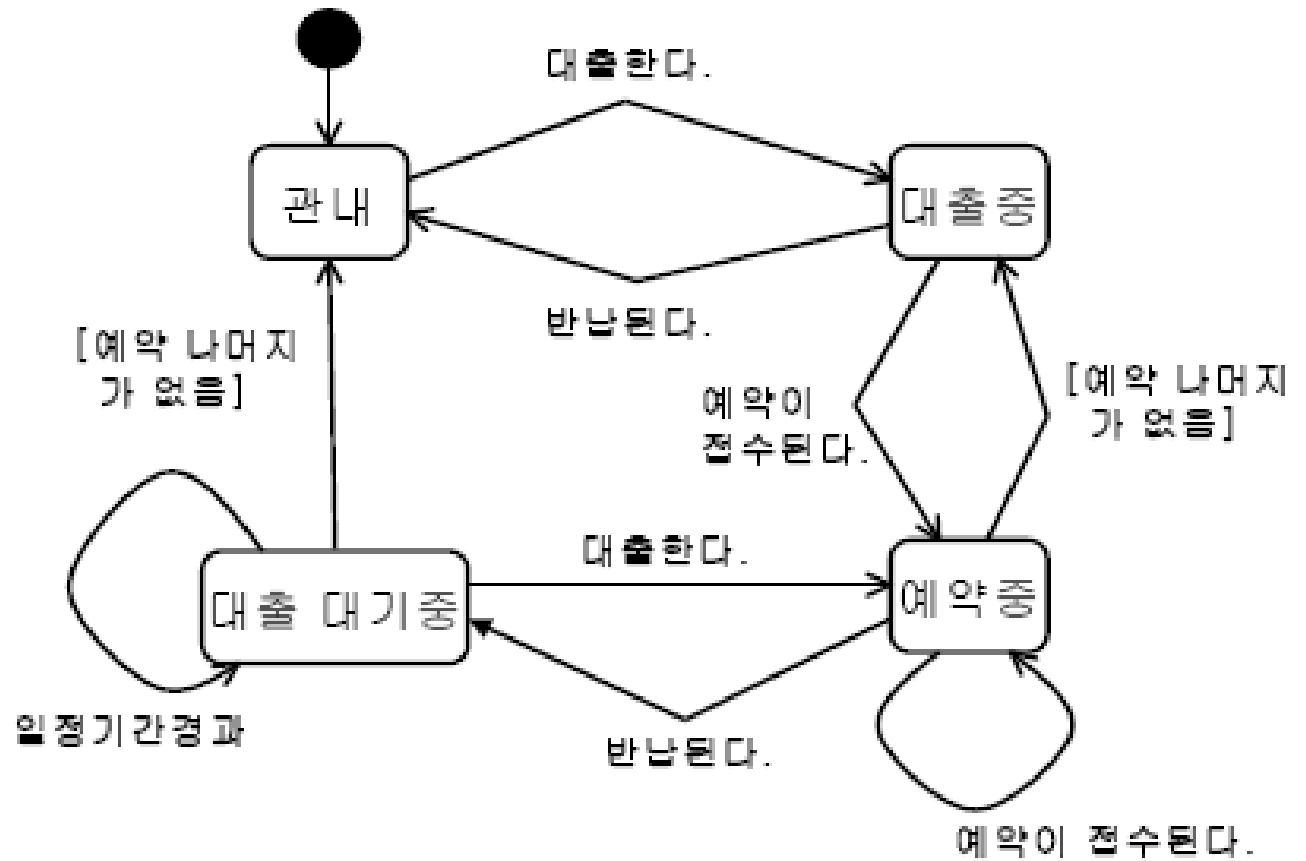 대출한다.
관내
대출중
반납된다.
[예약 나머지
가 없음]
예약이
접수된다.
[예약 나머지
가 없음]
대출한다.
대출 대기중
예약중
일정기간경과
반납된다.
예약이 접수된다.